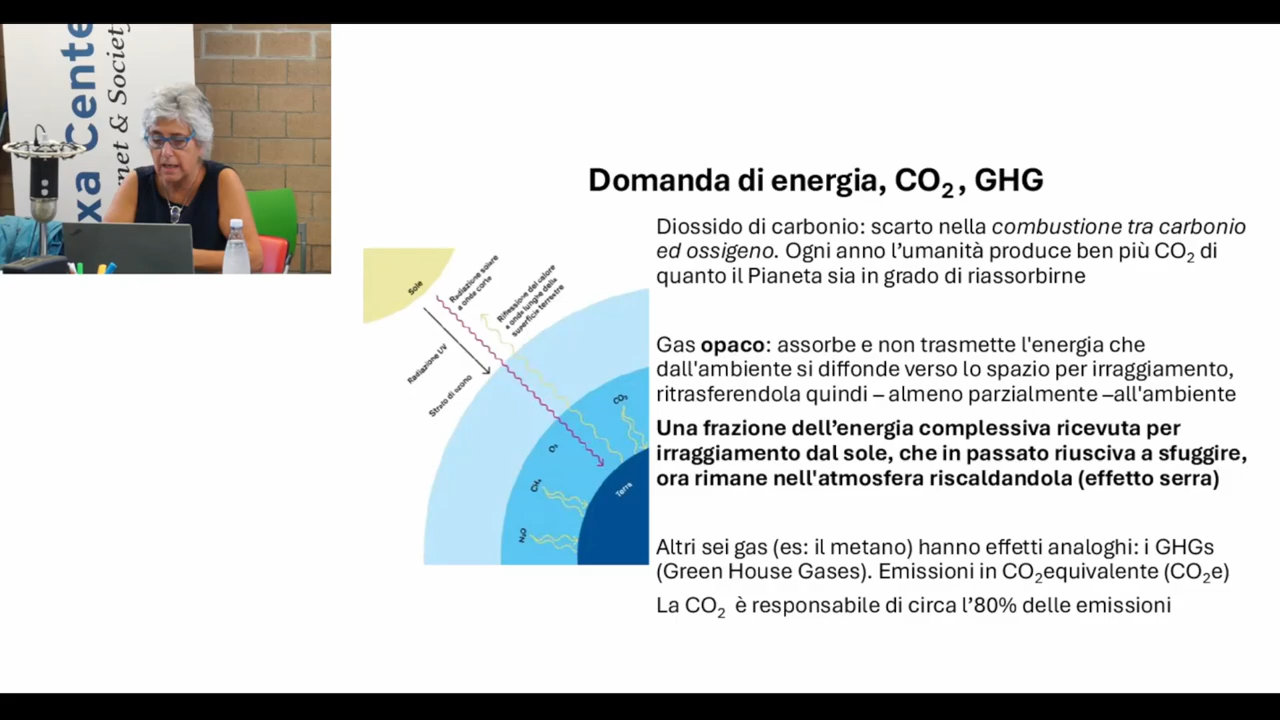 xa Cente
net & Society
Domanda di energia, CO₂ , GHG
Diossido di carbonio: scarto nella combustione tra carbonio
ed ossigeno. Ogni anno l’umanità produce ben più CO₂ di
quanto il Pianeta sia in grado di riassorbirne
Gas opaco: assorbe e non trasmette l'energia che
dall'ambiente si diffonde verso lo spazio per irraggiamento,
ritrasferendola quindi – almeno parzialmente –all'ambiente
Una frazione dell’energia complessiva ricevuta per
irraggiamento dal sole, che in passato riusciva a sfuggire,
ora rimane nell'atmosfera riscaldandola (effetto serra)
Altri sei gas (es: il metano) hanno effetti analoghi: i GHGs
(Green House Gases). Emissioni in CO₂equivalente (CO₂e)
La CO₂ è responsabile di circa l’80% delle emissioni
Sole
Radiazione solare
a onde corte
Riflessione del calore
a onde lunghe della
superficie terrestre
Radiazione UV
Strato di ozono
CO₂
O₃
CH₄
N₂O
Terra